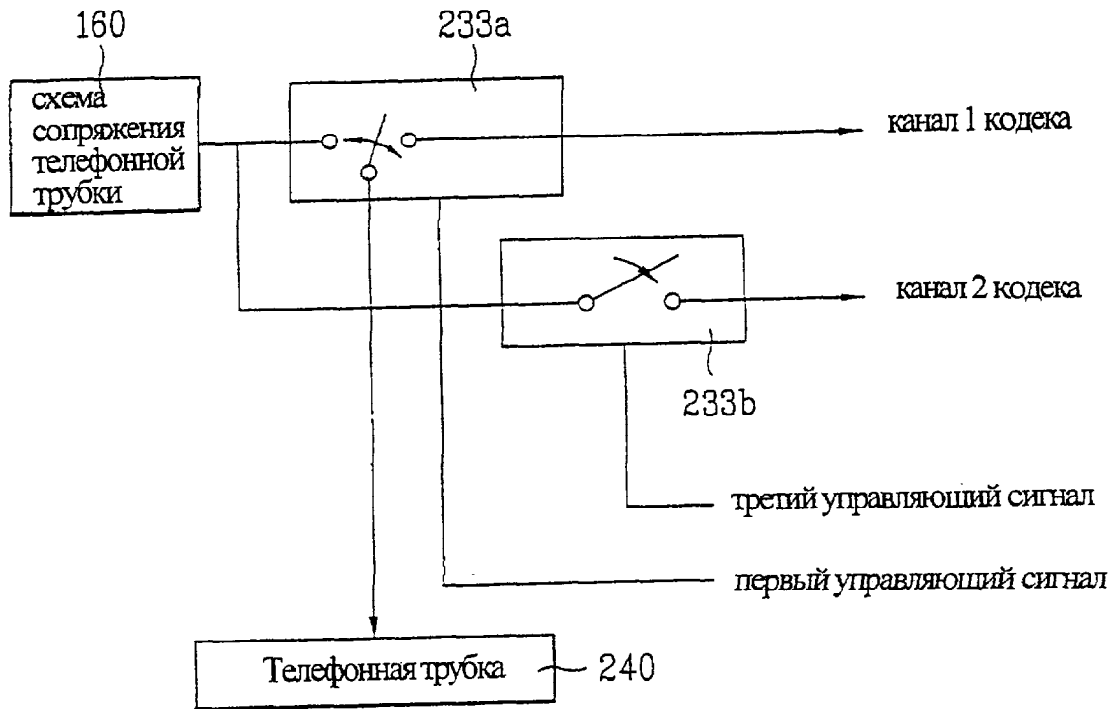 160
233a
схема
сопряжения
телефонной
трубки
канал 1 кодека
канал 2 кодека
233b
третий управляющий сигнал
первый управляющий сигнал
Телефонная трубка
240